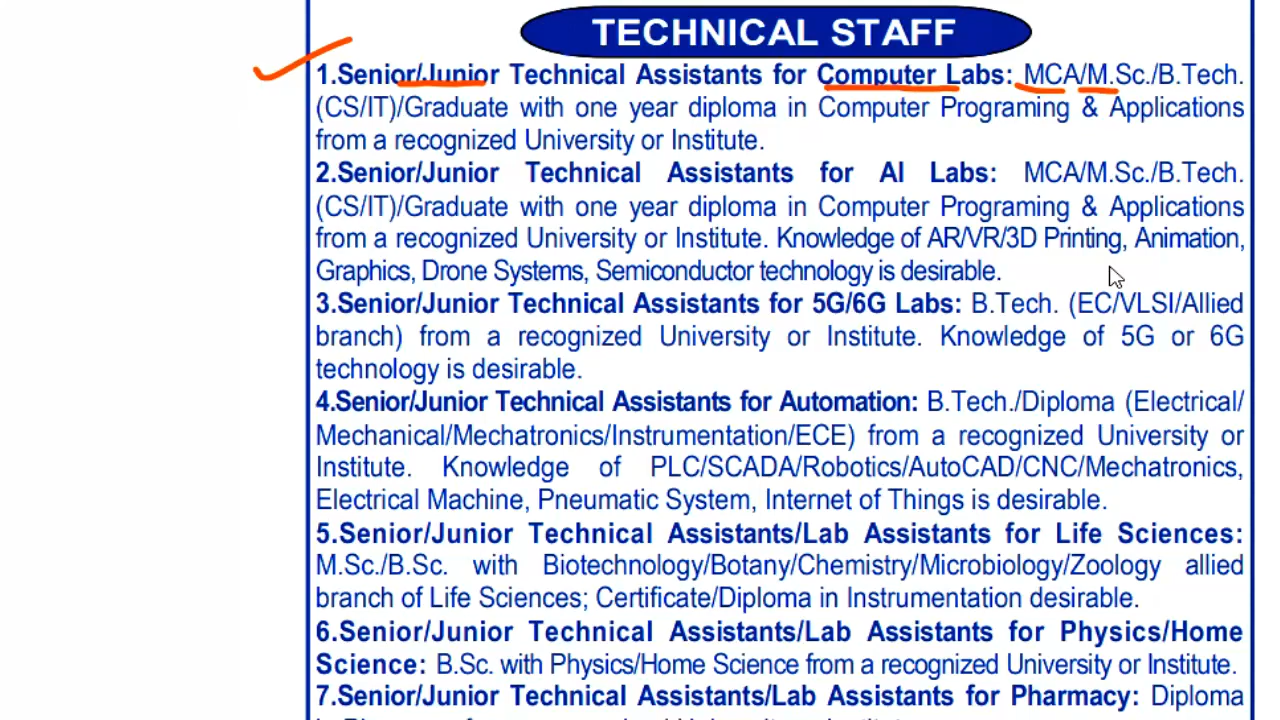 TECHNICAL STAFF
1.Senior/Junior Technical Assistants for Computer Labs: MCA/M.Sc./B.Tech.
(CS/IT)/Graduate with one year diploma in Computer Programing & Applications
from a recognized University or Institute.
2.Senior/Junior Technical Assistants for AI Labs: MCA/M.Sc./B.Tech.
(CS/IT)/Graduate with one year diploma in Computer Programing & Applications
from a recognized University or Institute. Knowledge of AR/VR/3D Printing, Animation,
Graphics, Drone Systems, Semiconductor technology is desirable.
3.Senior/Junior Technical Assistants for 5G/6G Labs: B.Tech. (EC/VLSI/Allied
branch) from a recognized University or Institute. Knowledge of 5G or 6G
technology is desirable.
4.Senior/Junior Technical Assistants for Automation: B.Tech./Diploma (Electrical/
Mechanical/Mechatronics/Instrumentation/ECE) from a recognized University or
Institute. Knowledge of PLC/SCADA/Robotics/AutoCAD/CNC/Mechatronics,
Electrical Machine, Pneumatic System, Internet of Things is desirable.
5.Senior/Junior Technical Assistants/Lab Assistants for Life Sciences:
M.Sc./B.Sc. with Biotechnology/Botany/Chemistry/Microbiology/Zoology allied
branch of Life Sciences; Certificate/Diploma in Instrumentation desirable.
6.Senior/Junior Technical Assistants/Lab Assistants for Physics/Home
Science: B.Sc. with Physics/Home Science from a recognized University or Institute.
7.Senior/Junior Technical Assistants/Lab Assistants for Pharmacy: Diploma